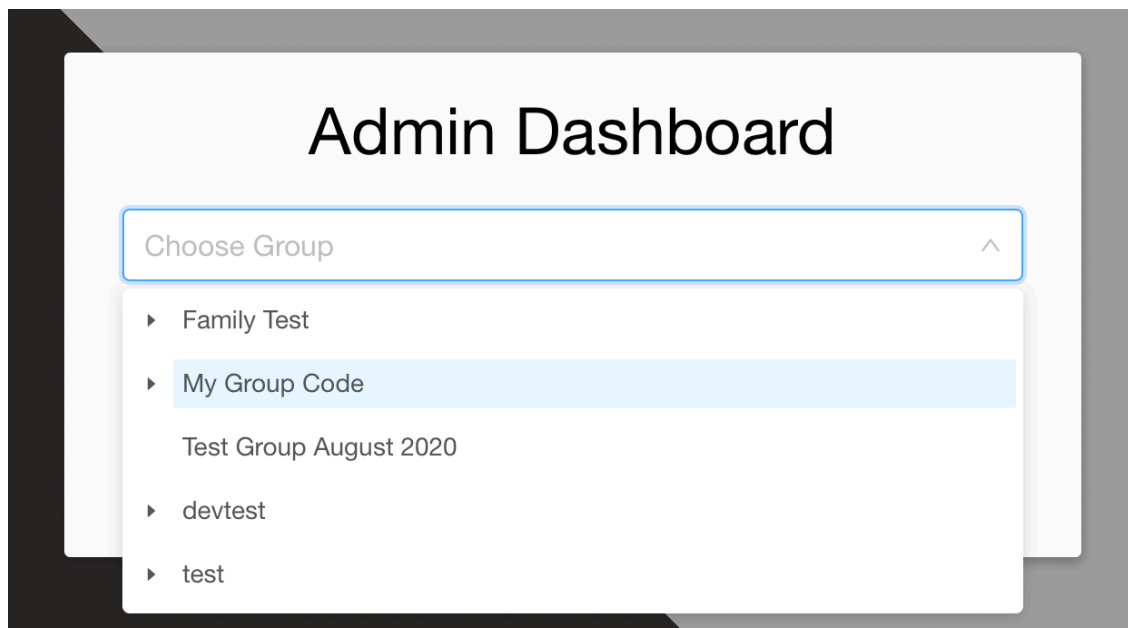 Admin Dashboard
Choose Group
Family Test
My Group Code
Test Group August 2020
devtest
test